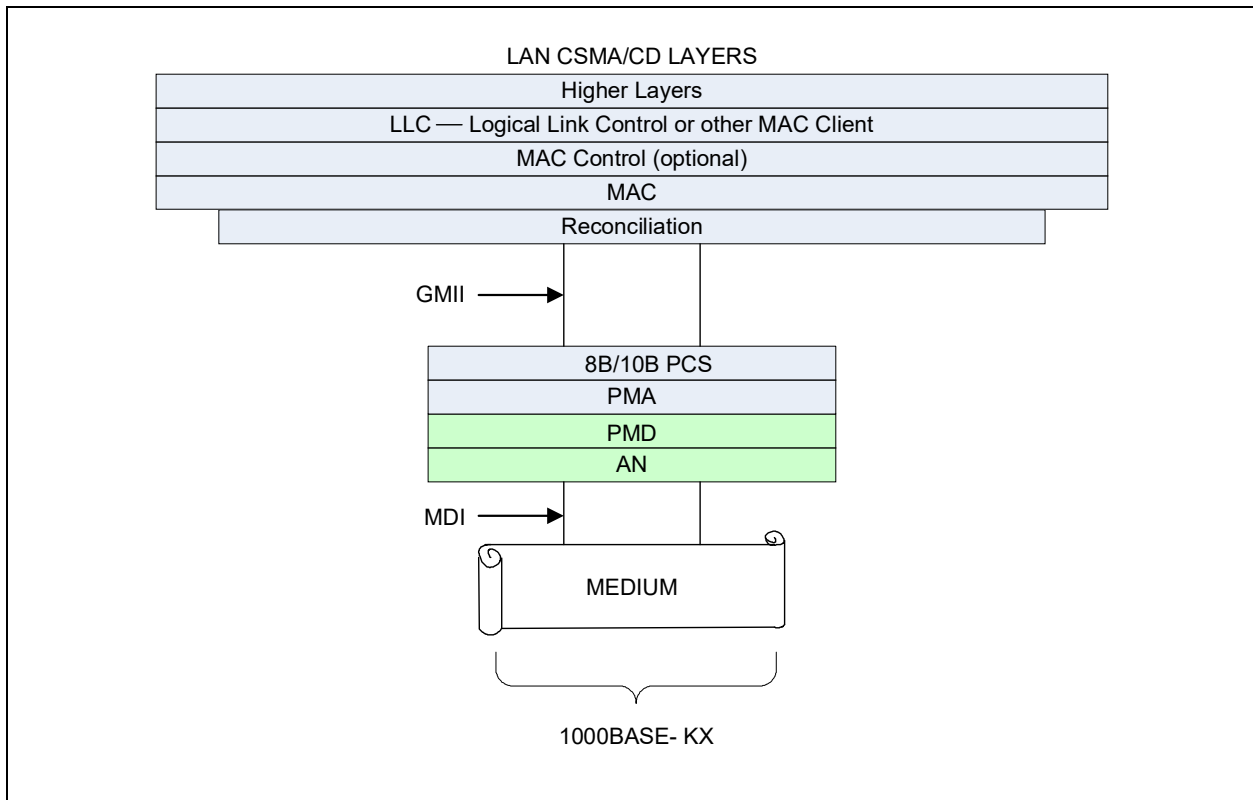 LAN CSMA/CD LAYERS
Higher Layers
LLC — Logical Link Control or other MAC Client
MAC Control (optional)
MAC
Reconciliation
GMII
8B/10B PCS
PMA
PMD
AN
MDI
MEDIUM
1000BASE- KX